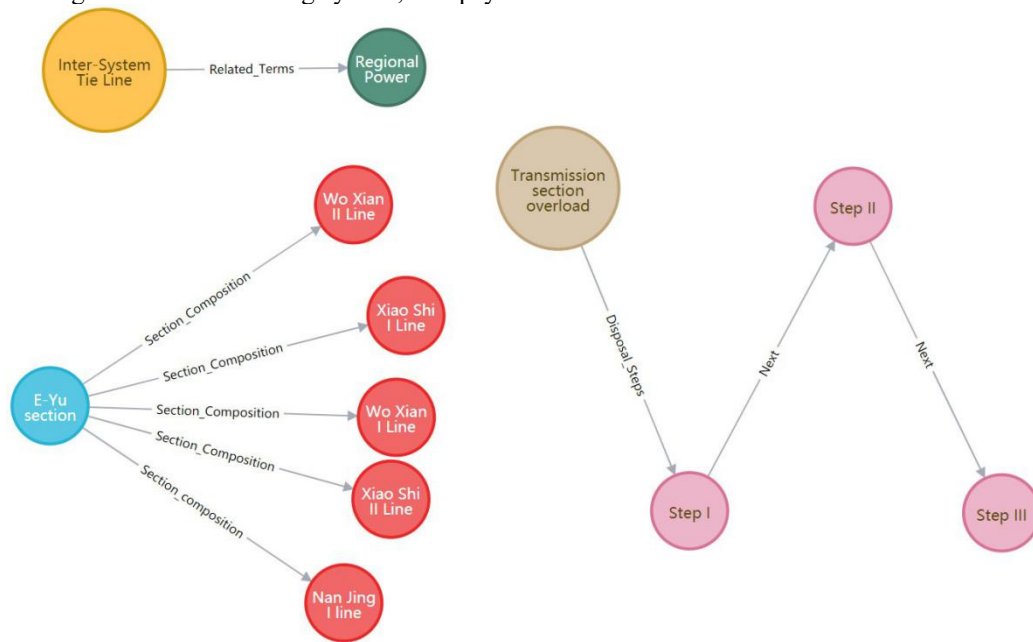 Inter-System
Tie Line
Related_Terms
Regional
Power
Wo Xian
II Line
Section_Composition
Xiao Shi
I Line
Section_Composition
E-Yu
section
Section_Composition
Wo Xian
I Line
Section_Composition
Xiao Shi
II Line
Section_composition
Nan Jing
I line
Transmission
section
overload
Disposal_Steps
Step I
Next
Step II
Next
Step III